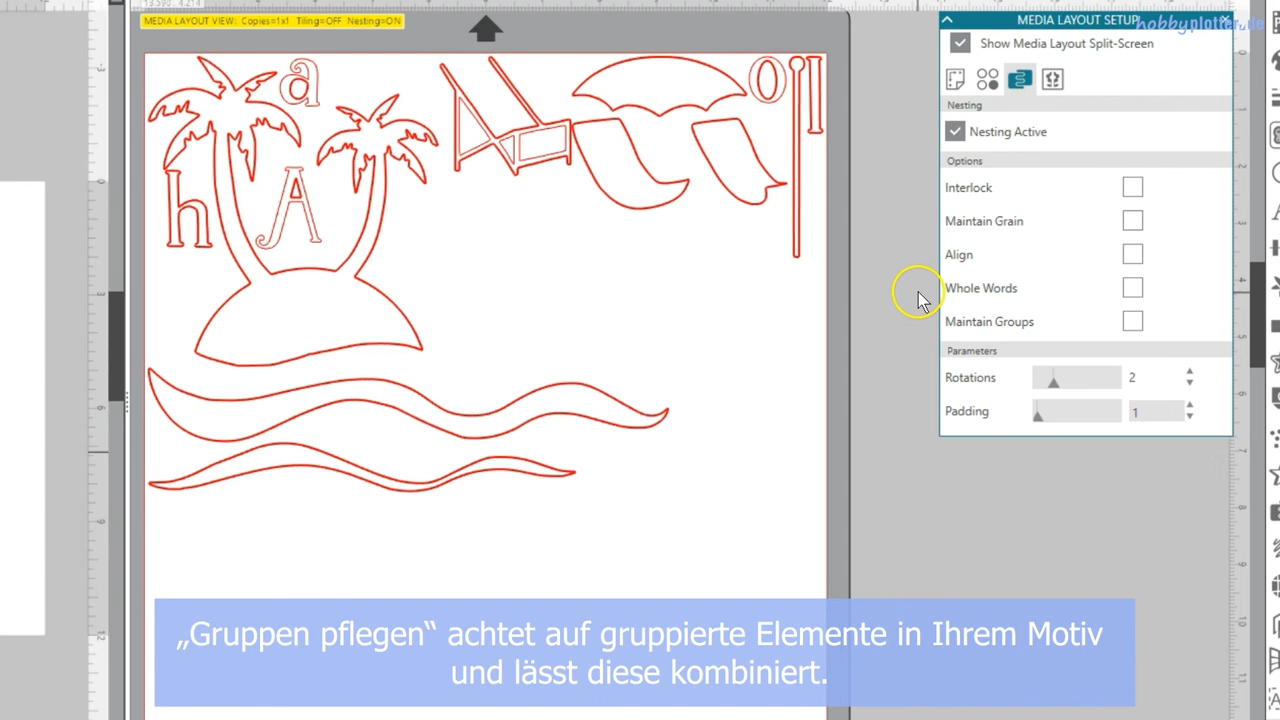 MEDIA LAYOUT VIEW: Copies=1x1 Tiling=OFF Nesting=ON
MEDIA LAYOUT SETUP
hobbyplotter.de
Show Media Layout Split-Screen
Nesting
Nesting Active
Options
Interlock
Maintain Grain
Align
Whole Words
Maintain Groups
Parameters
Rotations 2
Padding 1
a
h
A
o
l
„Gruppen pflegen“ achtet auf gruppierte Elemente in Ihrem Motiv
und lässt diese kombiniert.